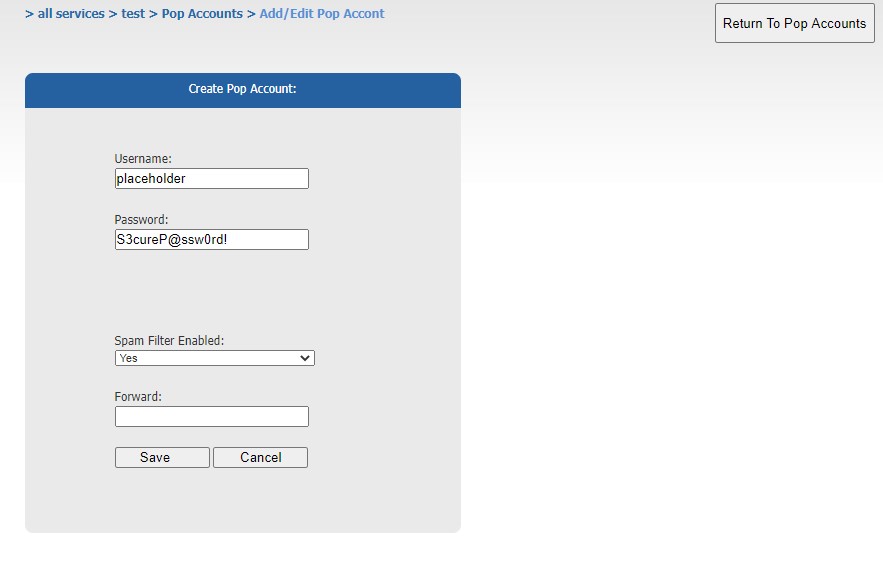 > all services > test > Pop Accounts > Add/Edit Pop Accont
Return To Pop Accounts
Create Pop Account:
Username:
placeholder
Password:
S3cureP@ssw0rd!
Spam Filter Enabled:
Yes
Forward:
Save Cancel